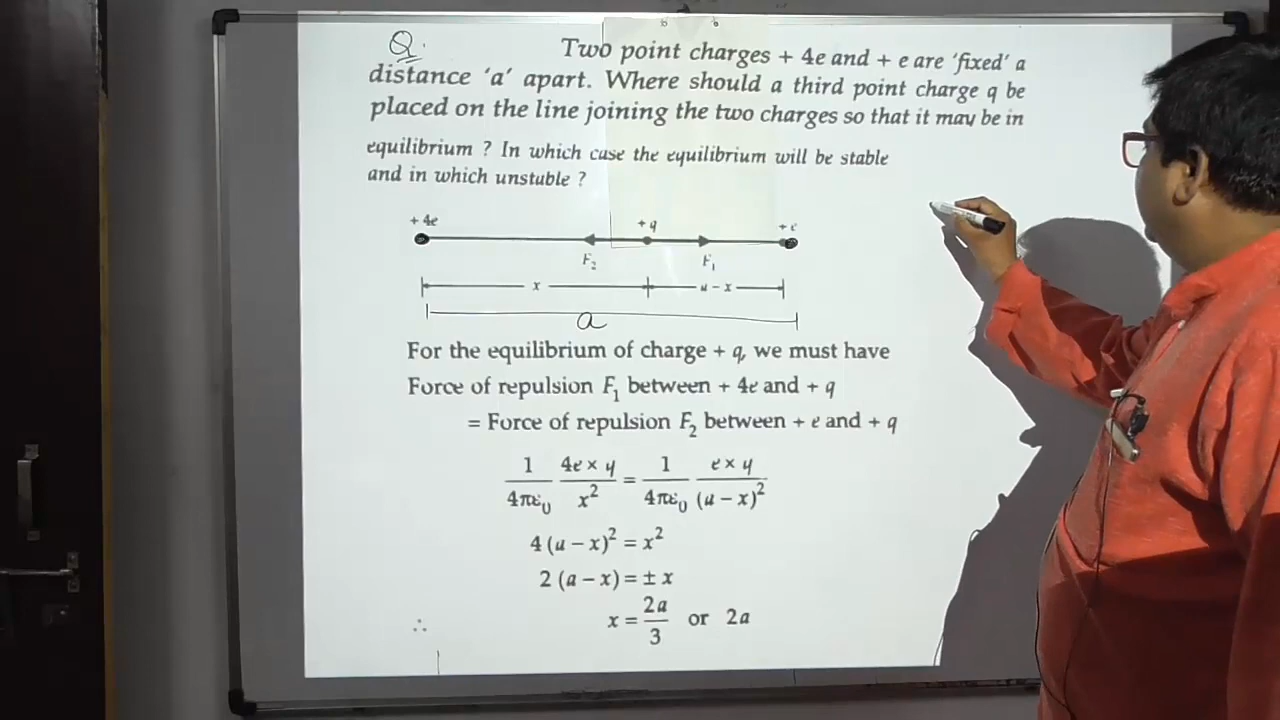 Q.
Two point charges + 4e and + e are 'fixed' a
distance 'a' apart. Where should a third point charge q be
placed on the line joining the two charges so that it may be in
equilibrium ? In which case the equilibrium will be stable
and in which unstable ?
+ 4e + q + e
F₂ F₁
x a – x
a
For the equilibrium of charge + q, we must have
Force of repulsion F₁ between + 4e and + q
= Force of repulsion F₂ between + e and + q
1/4πε₀ 4e × q/x² = 1/4πε₀ e × q/(a – x)²
4 (a – x)² = x²
2 (a – x) = ± x
∴ x = 2a/3 or 2a